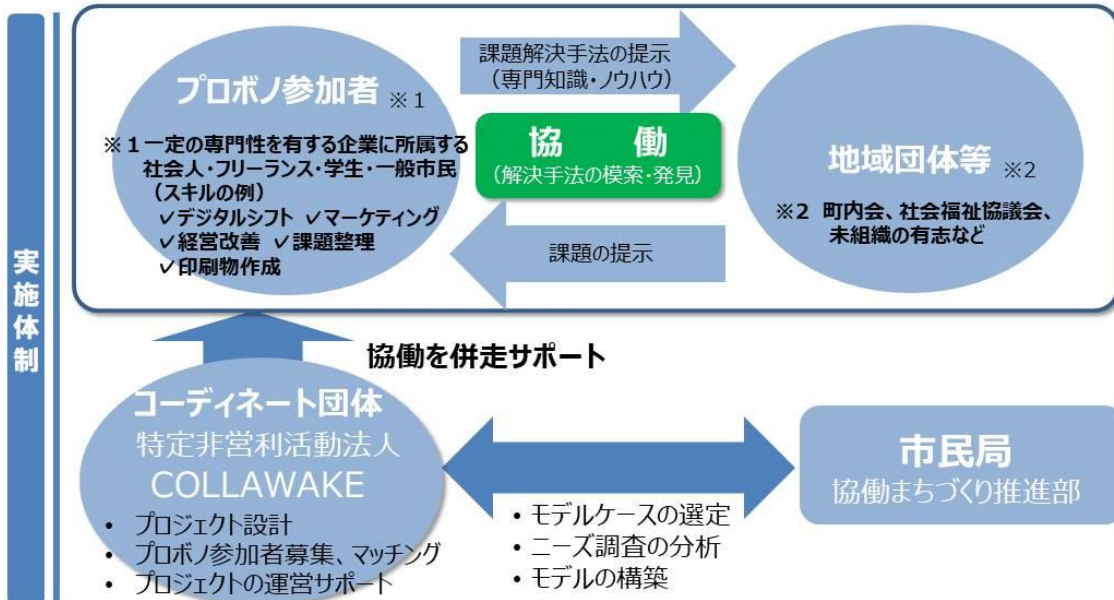 実施体制
プロボノ参加者 ※1
※1一定の専門性を有する企業に所属する
社会人・フリーランス・学生・一般市民
（スキルの例）
✓デジタルシフト ✓マーケティング
✓経営改善 ✓課題整理
✓印刷物作成
課題解決手法の提示
（専門知識・ノウハウ）
協 働
（解決手法の模索・発見）
課題の提示
地域団体等 ※2
※2 町内会、社会福祉協議会、
未組織の有志など
協働を併走サポート
コーディネート団体
特定非営利活動法人
COLLAWAKE
• プロジェクト設計
• プロボノ参加者募集、マッチング
• プロジェクトの運営サポート
• モデルケースの選定
• ニーズ調査の分析
• モデルの構築
市民局
協働まちづくり推進部